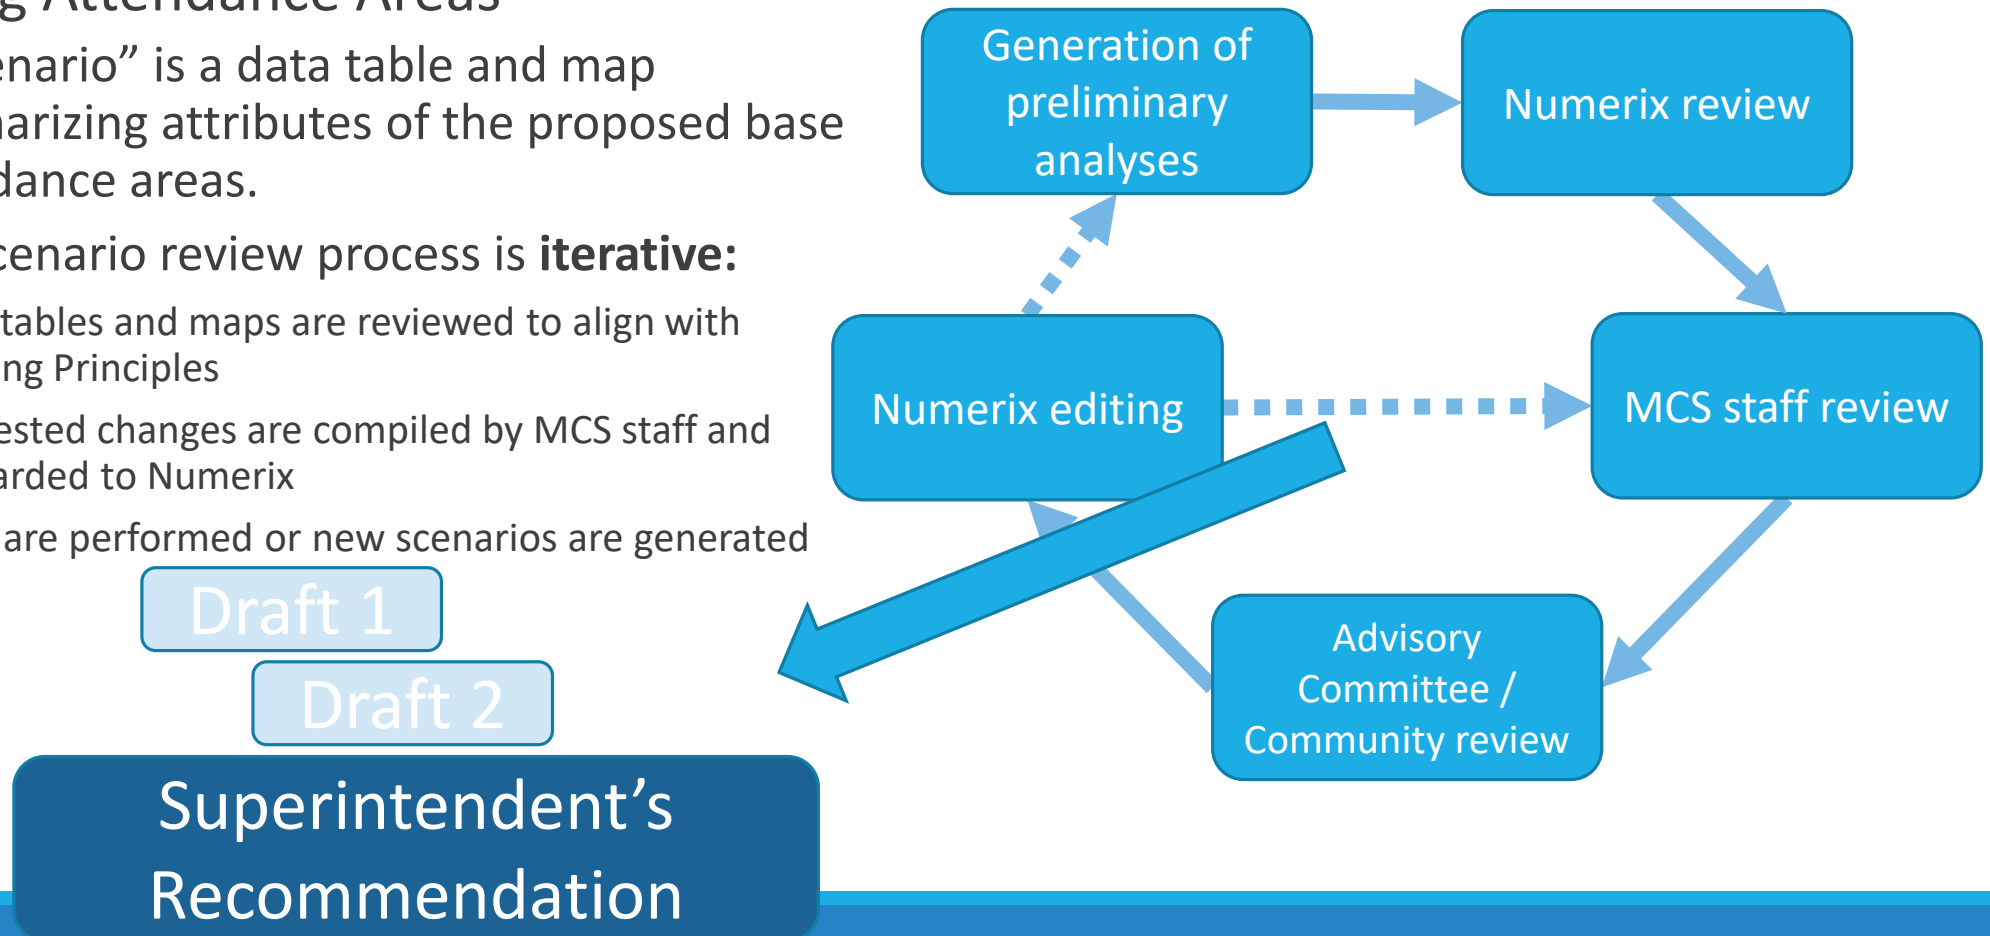 g Attendance Areas
enario” is a data table and map
marizing attributes of the proposed base
dance areas.
cenario review process is iterative:
tables and maps are reviewed to align with
ng Principles
ested changes are compiled by MCS staff and
arded to Numerix
are performed or new scenarios are generated
Draft 1
Draft 2
Superintendent’s
Recommendation
Generation of
preliminary
analyses
Numerix review
Numerix editing
MCS staff review
Advisory
Committee /
Community review